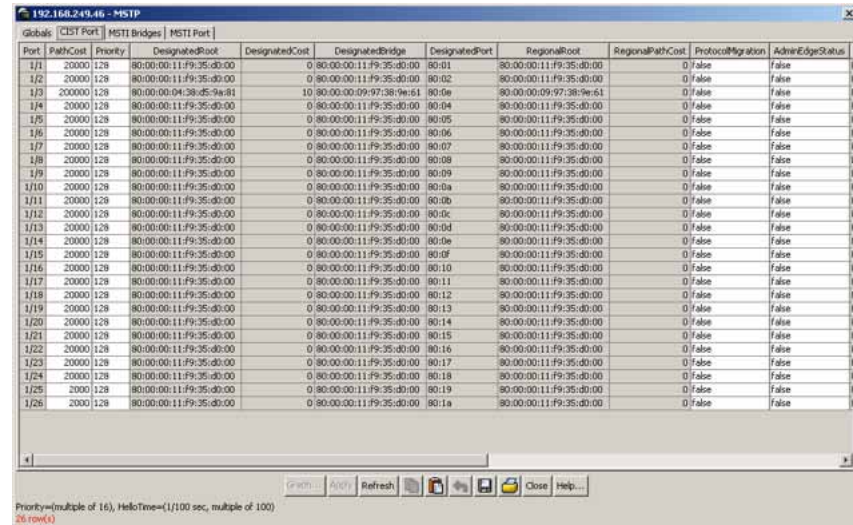 192.168.249.46 - MSTP
Globals CIST Port MSTI Bridges MSTI Port
Port PathCost Priority DesignatedRoot DesignatedCost DesignatedBridge DesignatedPort RegionalRoot RegionalPathCost ProtocolMigration AdminEdgeStatus
1/1 20000 128 80:00:00:11:f9:35:d0:00 0 80:00:00:11:f9:35:d0:00 80:01 80:00:00:11:f9:35:d0:00 0 false false
1/2 20000 128 80:00:00:11:f9:35:d0:00 0 80:00:00:11:f9:35:d0:00 80:02 80:00:00:11:f9:35:d0:00 0 false false
1/3 200000 128 80:00:00:04:38:d5:9a:81 10 80:00:00:09:97:38:9e:61 80:0e 80:00:00:09:97:38:9e:61 0 false false
1/4 20000 128 80:00:00:11:f9:35:d0:00 0 80:00:00:11:f9:35:d0:00 80:04 80:00:00:11:f9:35:d0:00 0 false false
1/5 20000 128 80:00:00:11:f9:35:d0:00 0 80:00:00:11:f9:35:d0:00 80:05 80:00:00:11:f9:35:d0:00 0 false false
1/6 20000 128 80:00:00:11:f9:35:d0:00 0 80:00:00:11:f9:35:d0:00 80:06 80:00:00:11:f9:35:d0:00 0 false false
1/7 20000 128 80:00:00:11:f9:35:d0:00 0 80:00:00:11:f9:35:d0:00 80:07 80:00:00:11:f9:35:d0:00 0 false false
1/8 20000 128 80:00:00:11:f9:35:d0:00 0 80:00:00:11:f9:35:d0:00 80:08 80:00:00:11:f9:35:d0:00 0 false false
1/9 20000 128 80:00:00:11:f9:35:d0:00 0 80:00:00:11:f9:35:d0:00 80:09 80:00:00:11:f9:35:d0:00 0 false false
1/10 20000 128 80:00:00:11:f9:35:d0:00 0 80:00:00:11:f9:35:d0:00 80:0a 80:00:00:11:f9:35:d0:00 0 false false
1/11 20000 128 80:00:00:11:f9:35:d0:00 0 80:00:00:11:f9:35:d0:00 80:0b 80:00:00:11:f9:35:d0:00 0 false false
1/12 20000 128 80:00:00:11:f9:35:d0:00 0 80:00:00:11:f9:35:d0:00 80:0c 80:00:00:11:f9:35:d0:00 0 false false
1/13 20000 128 80:00:00:11:f9:35:d0:00 0 80:00:00:11:f9:35:d0:00 80:0d 80:00:00:11:f9:35:d0:00 0 false false
1/14 20000 128 80:00:00:11:f9:35:d0:00 0 80:00:00:11:f9:35:d0:00 80:0e 80:00:00:11:f9:35:d0:00 0 false false
1/15 20000 128 80:00:00:11:f9:35:d0:00 0 80:00:00:11:f9:35:d0:00 80:0f 80:00:00:11:f9:35:d0:00 0 false false
1/16 20000 128 80:00:00:11:f9:35:d0:00 0 80:00:00:11:f9:35:d0:00 80:10 80:00:00:11:f9:35:d0:00 0 false false
1/17 20000 128 80:00:00:11:f9:35:d0:00 0 80:00:00:11:f9:35:d0:00 80:11 80:00:00:11:f9:35:d0:00 0 false false
1/18 20000 128 80:00:00:11:f9:35:d0:00 0 80:00:00:11:f9:35:d0:00 80:12 80:00:00:11:f9:35:d0:00 0 false false
1/19 20000 128 80:00:00:11:f9:35:d0:00 0 80:00:00:11:f9:35:d0:00 80:13 80:00:00:11:f9:35:d0:00 0 false false
1/20 20000 128 80:00:00:11:f9:35:d0:00 0 80:00:00:11:f9:35:d0:00 80:14 80:00:00:11:f9:35:d0:00 0 false false
1/21 20000 128 80:00:00:11:f9:35:d0:00 0 80:00:00:11:f9:35:d0:00 80:15 80:00:00:11:f9:35:d0:00 0 false false
1/22 20000 128 80:00:00:11:f9:35:d0:00 0 80:00:00:11:f9:35:d0:00 80:16 80:00:00:11:f9:35:d0:00 0 false false
1/23 20000 128 80:00:00:11:f9:35:d0:00 0 80:00:00:11:f9:35:d0:00 80:17 80:00:00:11:f9:35:d0:00 0 false false
1/24 20000 128 80:00:00:11:f9:35:d0:00 0 80:00:00:11:f9:35:d0:00 80:18 80:00:00:11:f9:35:d0:00 0 false false
1/25 2000 128 80:00:00:11:f9:35:d0:00 0 80:00:00:11:f9:35:d0:00 80:19 80:00:00:11:f9:35:d0:00 0 false false
1/26 2000 128 80:00:00:11:f9:35:d0:00 0 80:00:00:11:f9:35:d0:00 80:1a 80:00:00:11:f9:35:d0:00 0 false false
Graph... Apply Refresh Close Help...
Priority=(multiple of 16), HelloTime=(1/100 sec, multiple of 100)
26 row(s)